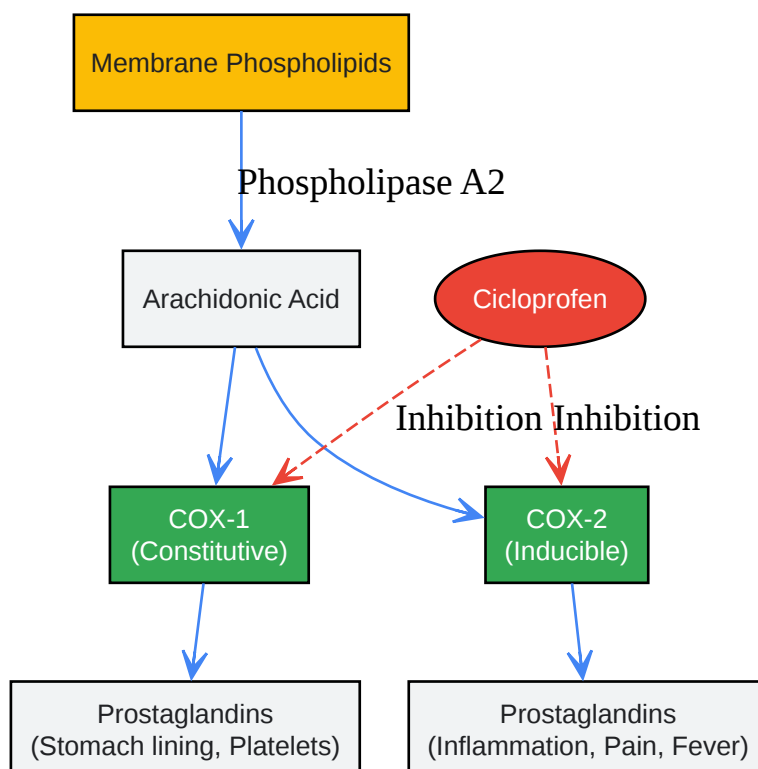 Membrane Phospholipids
Phospholipase A2
Arachidonic Acid
Cicloprofen
Inhibition
Inhibition
COX-1
(Constitutive)
COX-2
(Inducible)
Prostaglandins
(Stomach lining, Platelets)
Prostaglandins
(Inflammation, Pain, Fever)